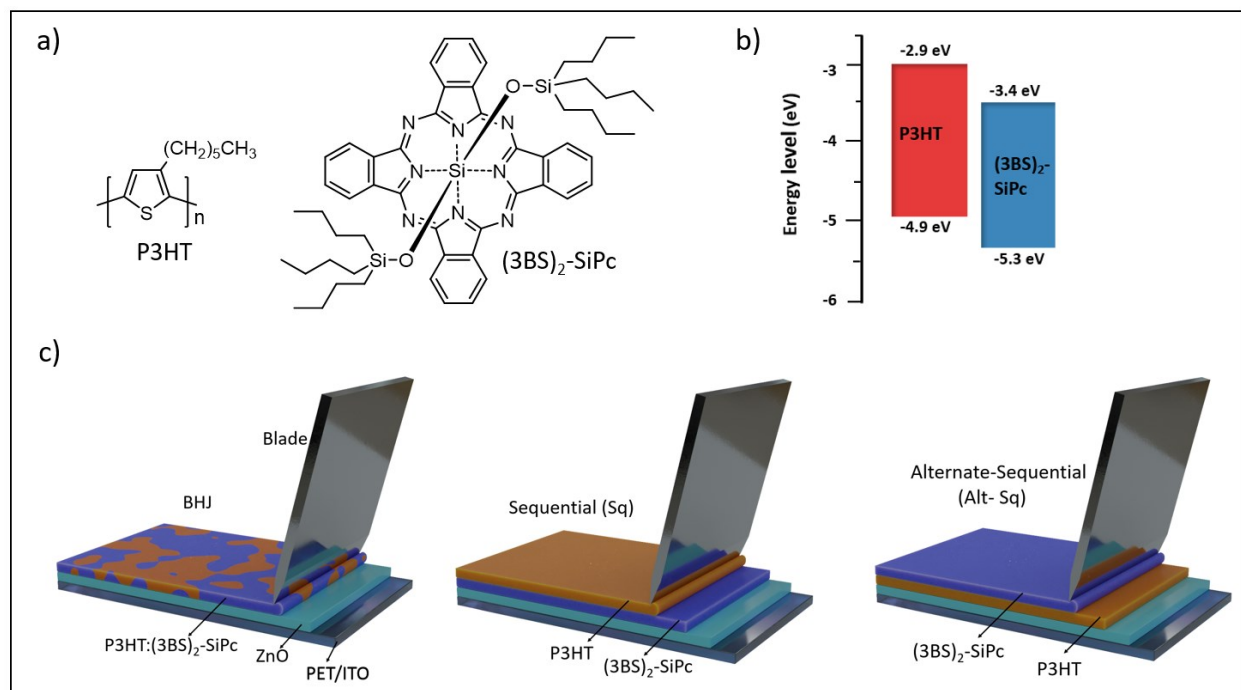 a)
(CH₂)₅CH₃
S
n
P3HT
O
Si
N
N
N
N
Si
N
N
N
N
Si
O
(3BS)₂-SiPc
b)
Energy level (eV)
-3
-4
-5
-6
-2.9 eV
P3HT
-4.9 eV
-3.4 eV
(3BS)₂-
SiPc
-5.3 eV
c)
Blade
BHJ
P3HT:(3BS)₂-SiPc
ZnO
PET/ITO
Sequential (Sq)
P3HT
(3BS)₂-SiPc
Alternate-Sequential
(Alt- Sq)
(3BS)₂-SiPc
P3HT